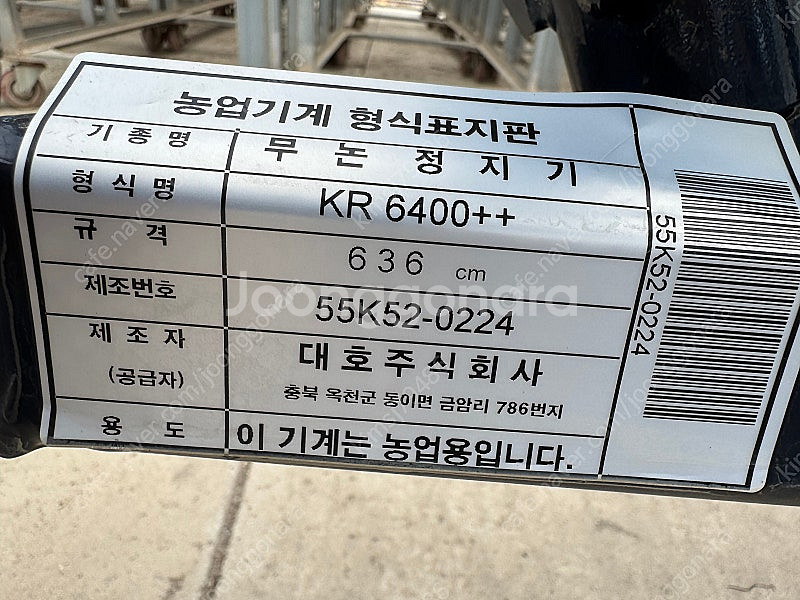 농업기계 형식표지판
기 종 명 무 논 정 지 기
형 식 명 KR 6400++
규 격 636 cm
제조번호 55K52-0224
제 조 자 대 호 주 식 회 사
(공급자) 충북 옥천군 동이면 금암리 786번지
용 도 이 기계는 농업용입니다.
55K52-0224
Joonggonara